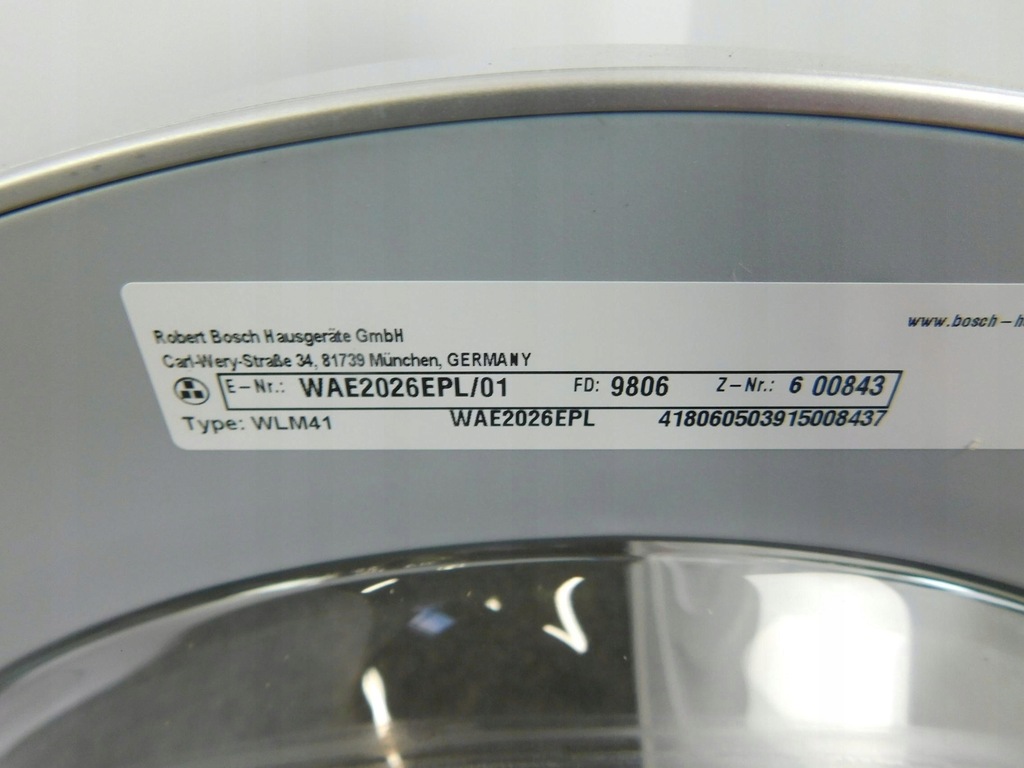 Robert Bosch Hausgeräte GmbH
www.bosch-h
Carl-Wery-Straße 34, 81739 München, GERMANY
E-Nr.: WAE2026EPL/01 FD: 9806 Z-Nr.: 6 00843
Type: WLM41 WAE2026EPL 418060503915008437